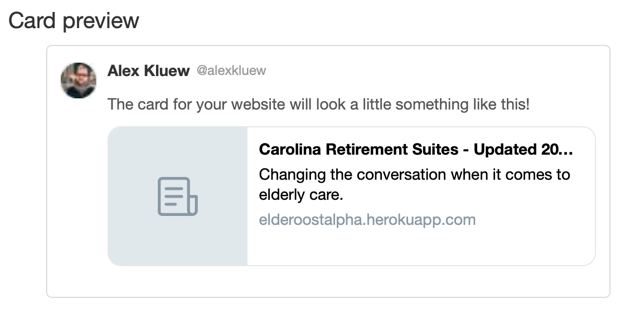 Card preview
Alex Kluew @alexkluew
The card for your website will look a little something like this!
Carolina Retirement Suites - Updated 20...
Changing the conversation when it comes to
elderly care.
elderoostalpha.herokuapp.com